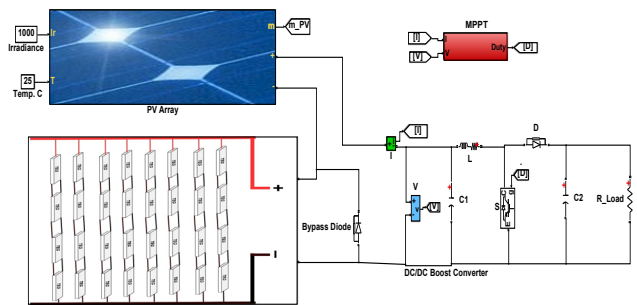 1000
Irradiance
Ir
m
m_PV
+
25
Temp. C
T
-
PV Array
MPPT
[I]
I
[V]
V
Duty
[D]
[I]
I
L
D
[D]
V
+
-
v
[V]
C1
S
g
C
E
C2
R_Load
Bypass Diode
DC/DC Boost Converter
TEG